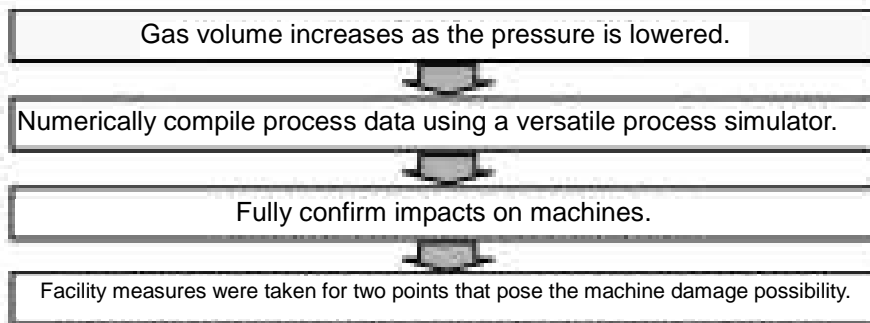 Gas volume increases as the pressure is lowered.
Numerically compile process data using a versatile process simulator.
Fully confirm impacts on machines.
Facility measures were taken for two points that pose the machine damage possibility.